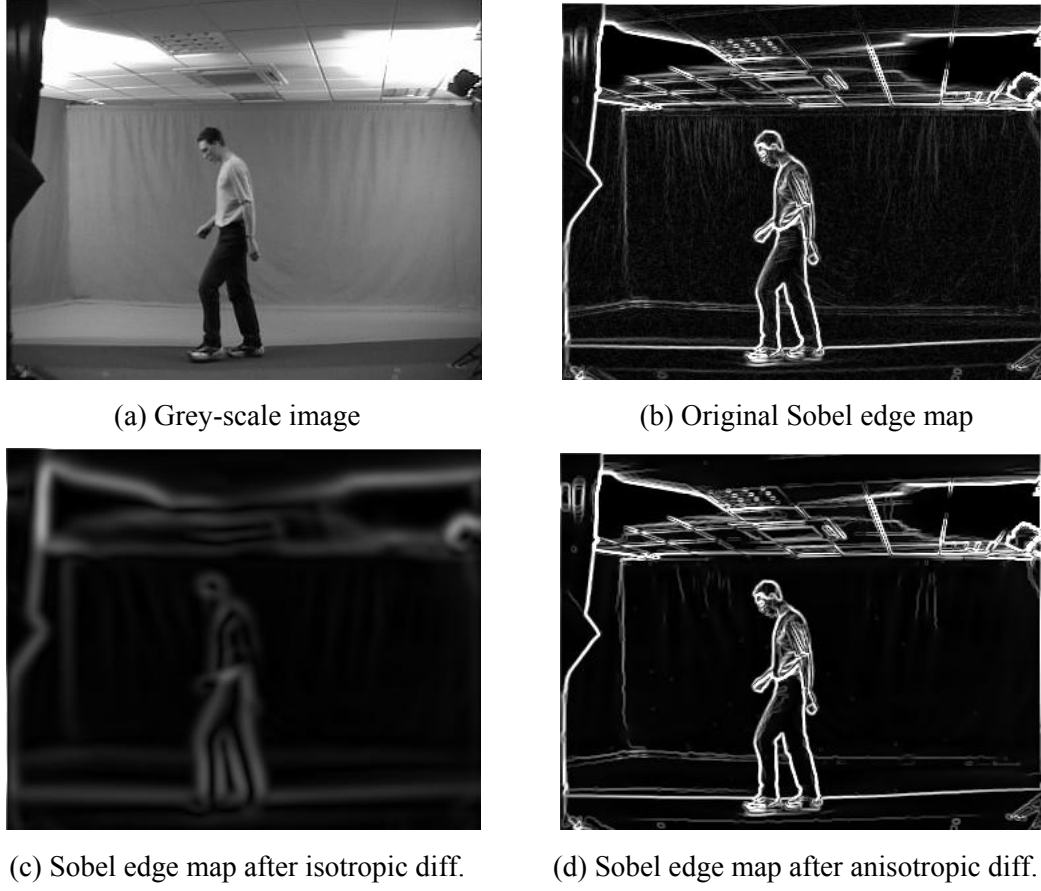 (a) Grey-scale image
(b) Original Sobel edge map
(c) Sobel edge map after isotropic diff.
(d) Sobel edge map after anisotropic diff.